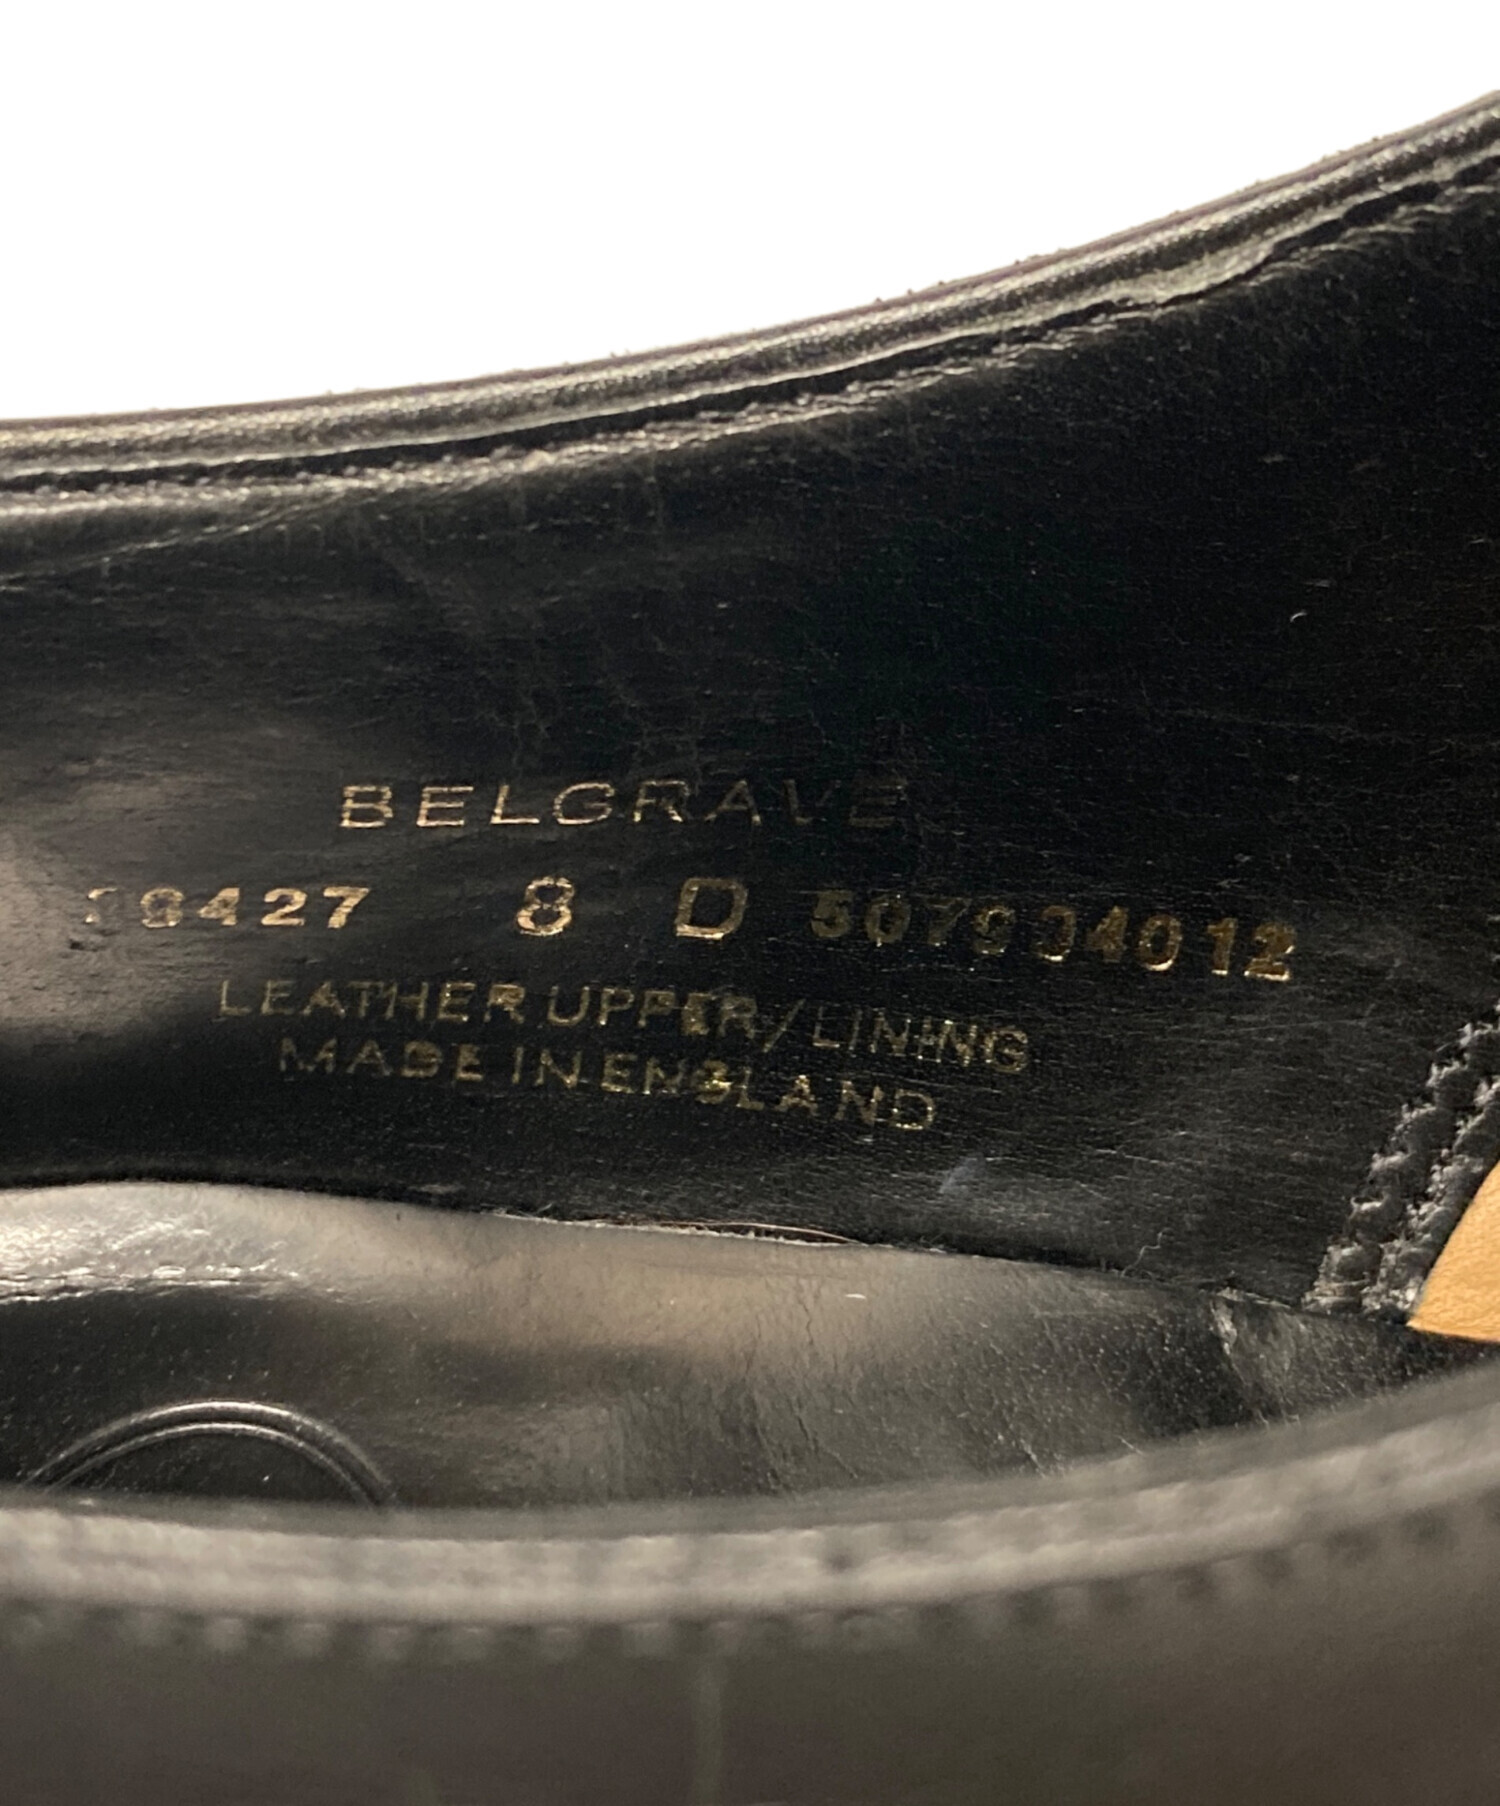 BELGRAVE
8 D
LEATHER UPPER/LINING
MADE IN ENGLAND